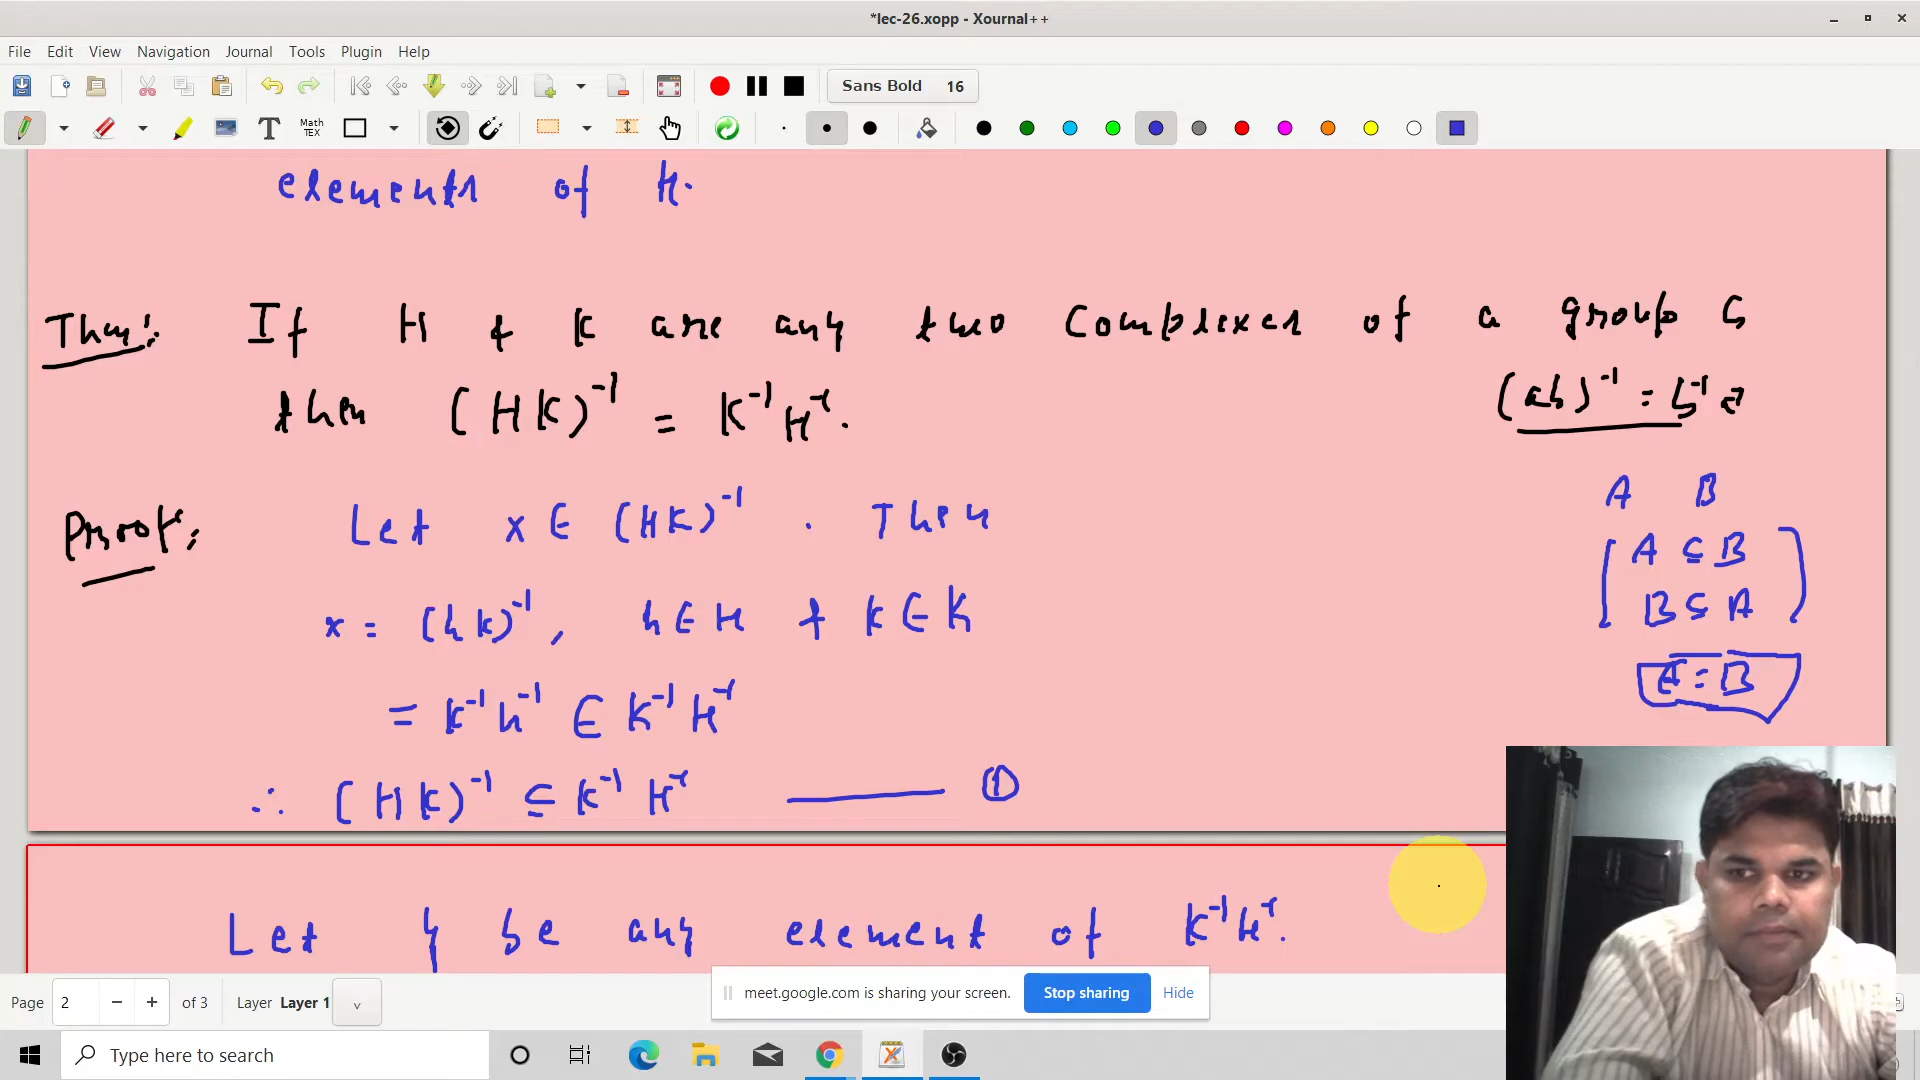 *lec-26.xopp - Xournal++
File Edit View Navigation Journal Tools Plugin Help
Sans Bold 16
Math TEX
elements of H.
Thm:. If H & K are any two Complexes of a group G
then (HK)⁻¹ = K⁻¹H⁻¹.
(ab)⁻¹ = b⁻¹a
Proof: Let x ∈ (HK)⁻¹. Then
A B
A ⊆ B
x = (hk)⁻¹, h ∈ H & k ∈ K
B ⊆ A
= k⁻¹h⁻¹ ∈ K⁻¹H⁻¹
A = B
∴ (HK)⁻¹ ⊆ K⁻¹H⁻¹ ——— ①
Let y be any element of K⁻¹H⁻¹.
Page 2 of 3 Layer Layer 1
meet.google.com is sharing your screen. Stop sharing Hide
Type here to search